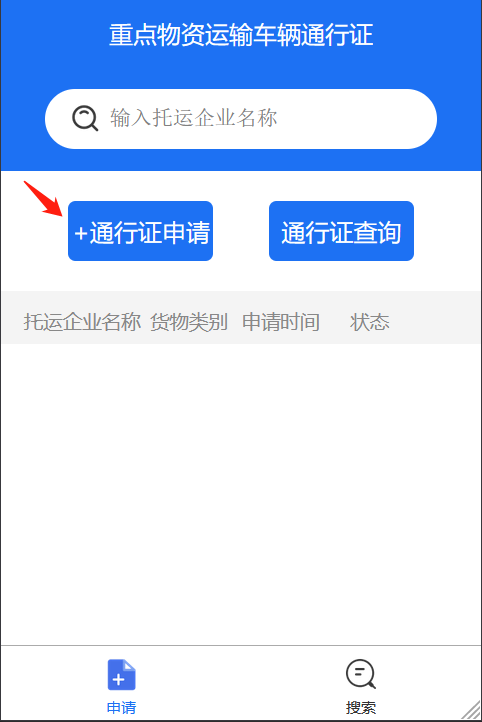 重点物资运输车辆通行证
输入托运企业名称
+通行证申请 通行证查询
托运企业名称 货物类别 申请时间 状态
申请 搜索